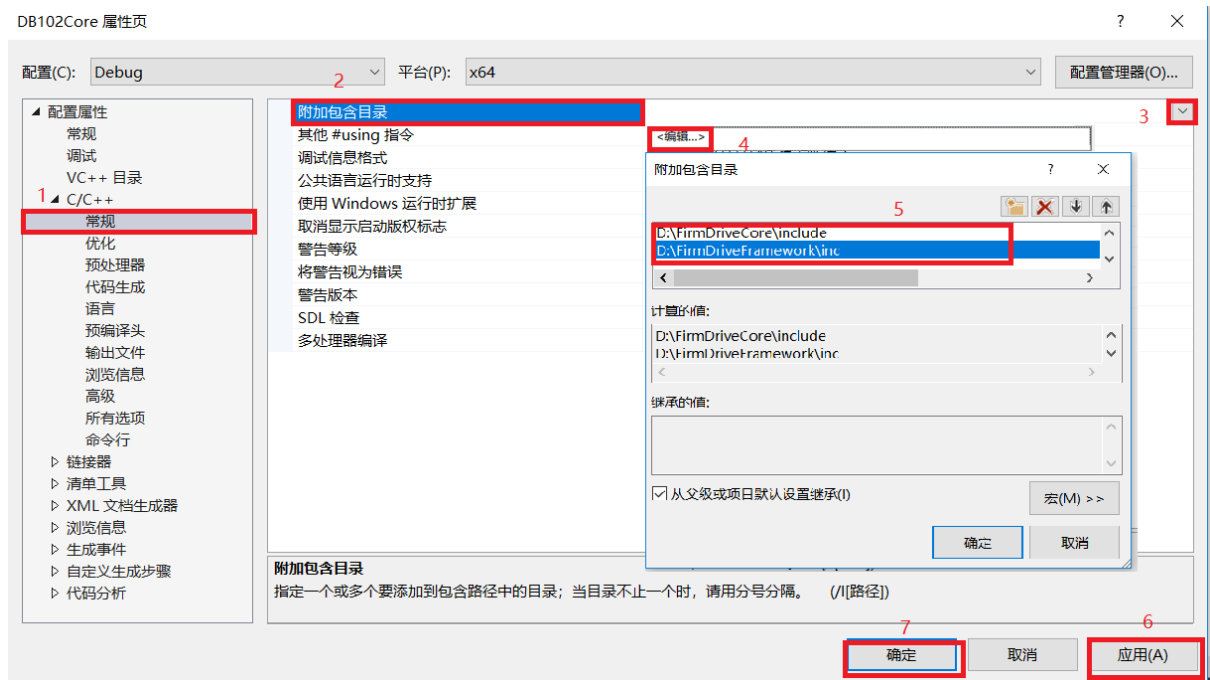 DB102Core 属性页
配置(C): Debug 平台(P): x64 配置管理器(O)...
2
配置属性
常规
调试
VC++ 目录
1
C/C++
常规
优化
预处理器
代码生成
语言
预编译头
输出文件
浏览信息
高级
所有选项
命令行
链接器
清单工具
XML 文档生成器
浏览信息
生成事件
自定义生成步骤
代码分析
附加包含目录
3
其他 #using 指令
<编辑...>
4
调试信息格式
公共语言运行时支持
使用 Windows 运行时扩展
取消显示启动版权标志
警告等级
将警告视为错误
警告版本
SDL 检查
多处理器编译
附加包含目录
5
D:\FirmDriveCore\include
D:\FirmDriveFramework\inc
计算的值:
D:\FirmDriveCore\include
D:\FirmDriveFramework\inc
继承的值:
从父级或项目默认设置继承(I)
宏(M) >>
确定 取消
附加包含目录
指定一个或多个要添加到包含路径中的目录；当目录不止一个时，请用分号分隔。 (/I[路径])
7 6
确定 取消 应用(A)